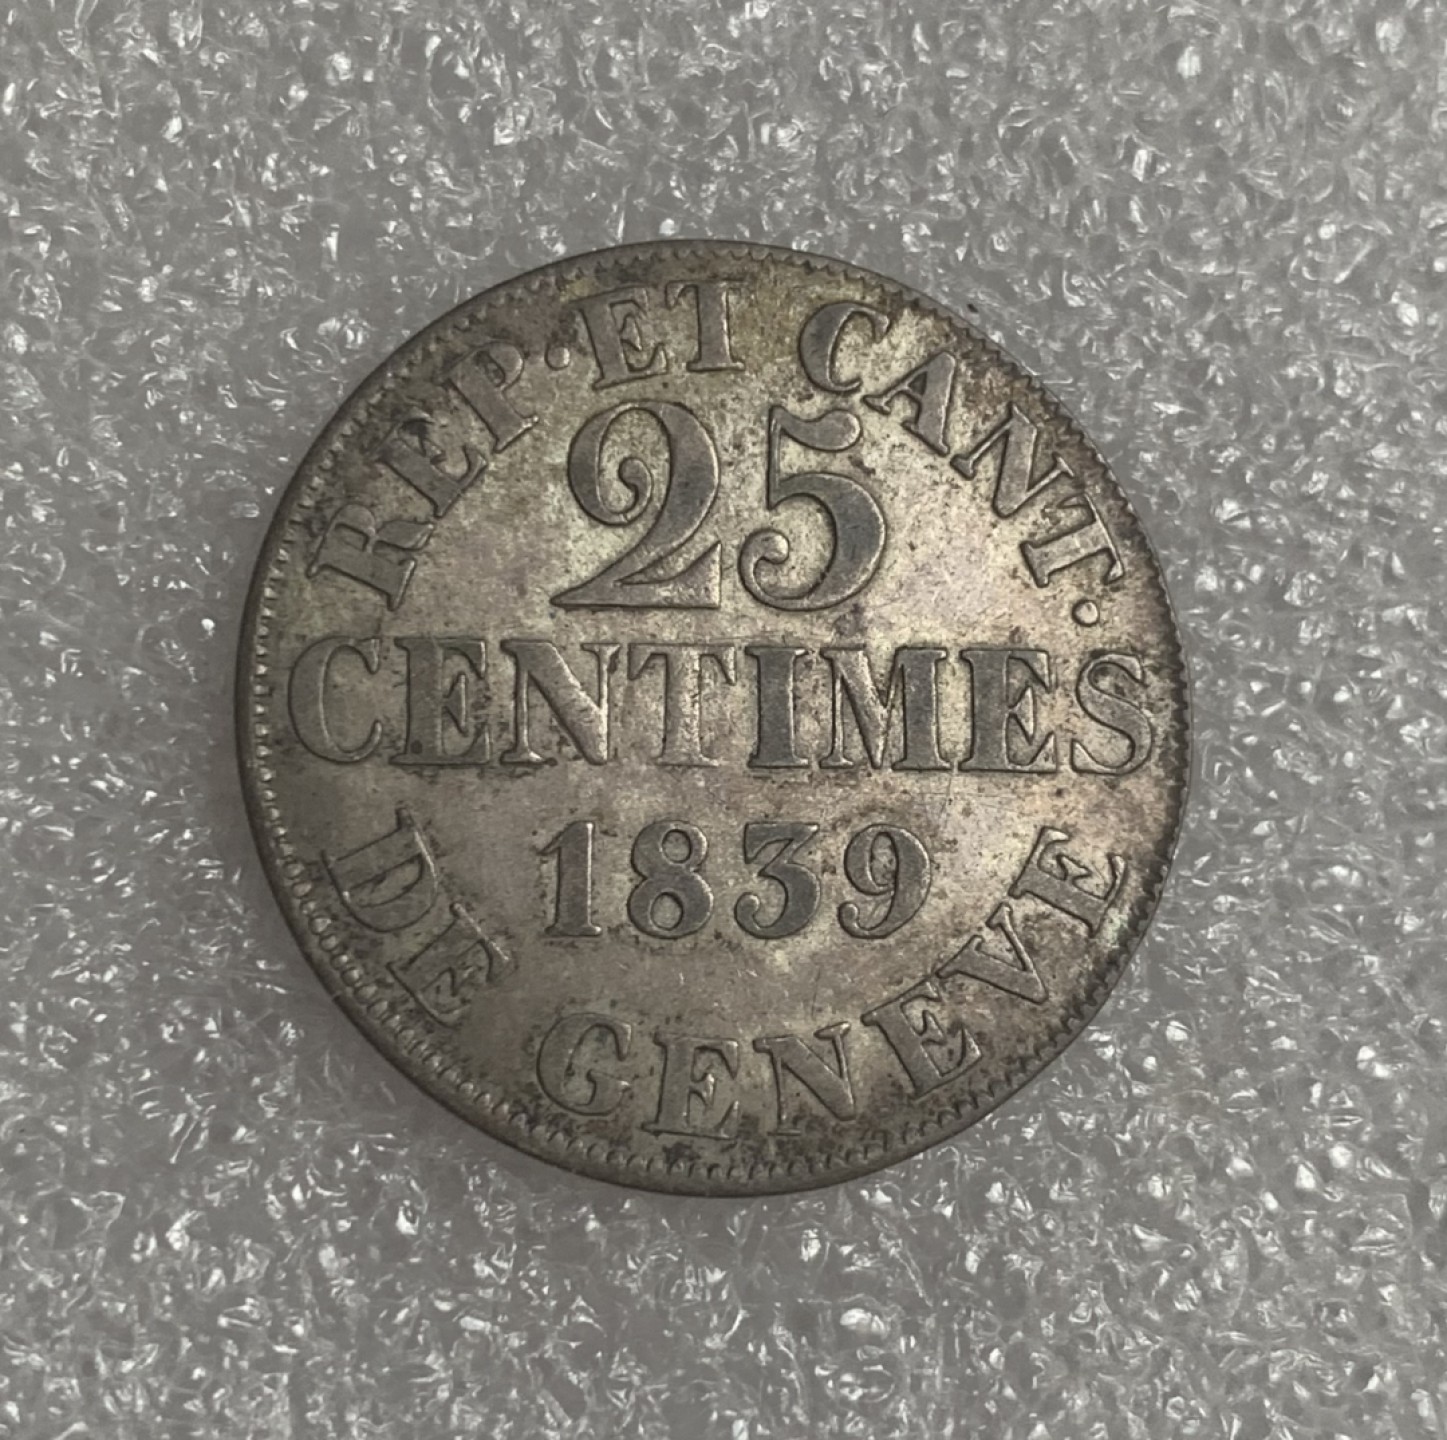 REP. ET CANT.
25
CENTIMES
1839
DE GENEVE